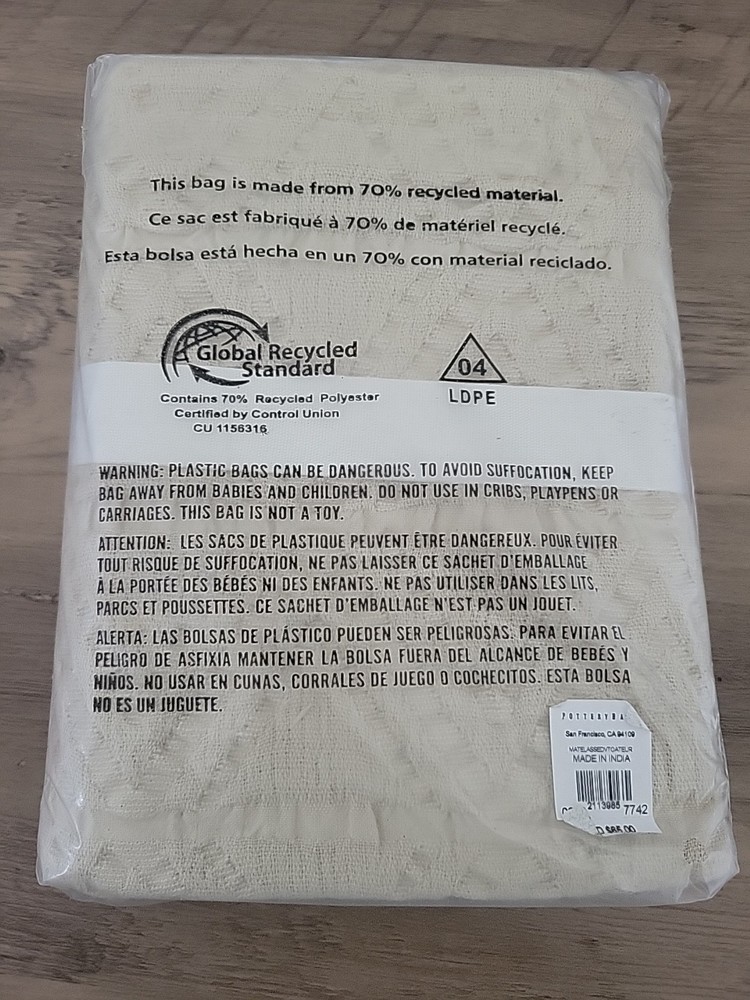 This bag is made from 70% recycled material.
Ce sac est fabriqué à 70% de matériel recyclé.
Esta bolsa está hecha en un 70% con material reciclado.
Global Recycled
Standard
Contains 70% Recycled Polyester
Certified by Control Union
CU 1156316
04
LDPE
WARNING: PLASTIC BAGS CAN BE DANGEROUS. TO AVOID SUFFOCATION, KEEP
BAG AWAY FROM BABIES AND CHILDREN. DO NOT USE IN CRIBS, PLAYPENS OR
CARRIAGES. THIS BAG IS NOT A TOY.
ATTENTION: LES SACS DE PLASTIQUE PEUVENT ÊTRE DANGEREUX. POUR ÉVITER
TOUT RISQUE DE SUFFOCATION, NE PAS LAISSER CE SACHET D'EMBALLAGE
À LA PORTÉE DES BÉBÉS NI DES ENFANTS. NE PAS UTILISER DANS LES LITS,
PARCS ET POUSSETTES. CE SACHET D'EMBALLAGE N'EST PAS UN JOUET.
ALERTA: LAS BOLSAS DE PLÁSTICO PUEDEN SER PELIGROSAS. PARA EVITAR EL
PELIGRO DE ASFIXIA MANTENER LA BOLSA FUERA DEL ALCANCE DE BEBÉS Y
NIÑOS. NO USAR EN CUNAS, CORRALES DE JUEGO O COCHECITOS. ESTA BOLSA
NO ES UN JUGUETE.
POTTERYBA
San Francisco, CA 94109
MADE IN INDIA
2113985 7742